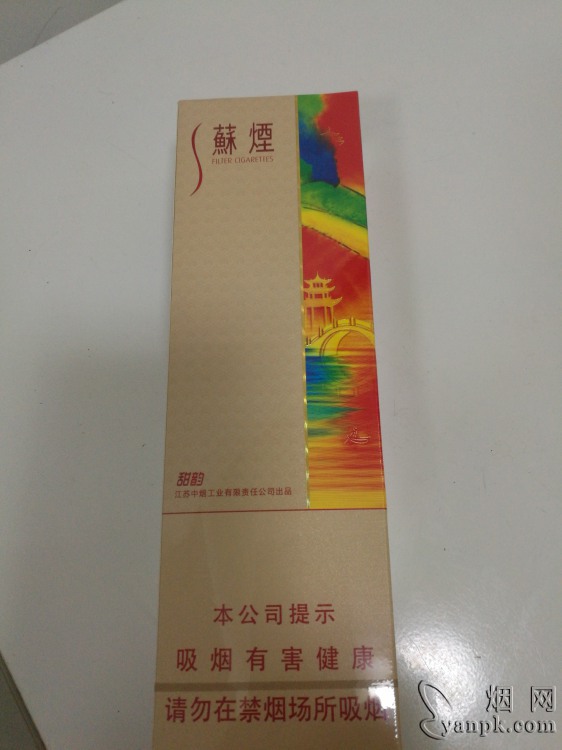 蘇煙
FILTER CIGARETTES
甜韵
江苏中烟工业有限责任公司出品
本公司提示
吸烟有害健康
请勿在禁烟场所吸烟
烟网
yanpk.com